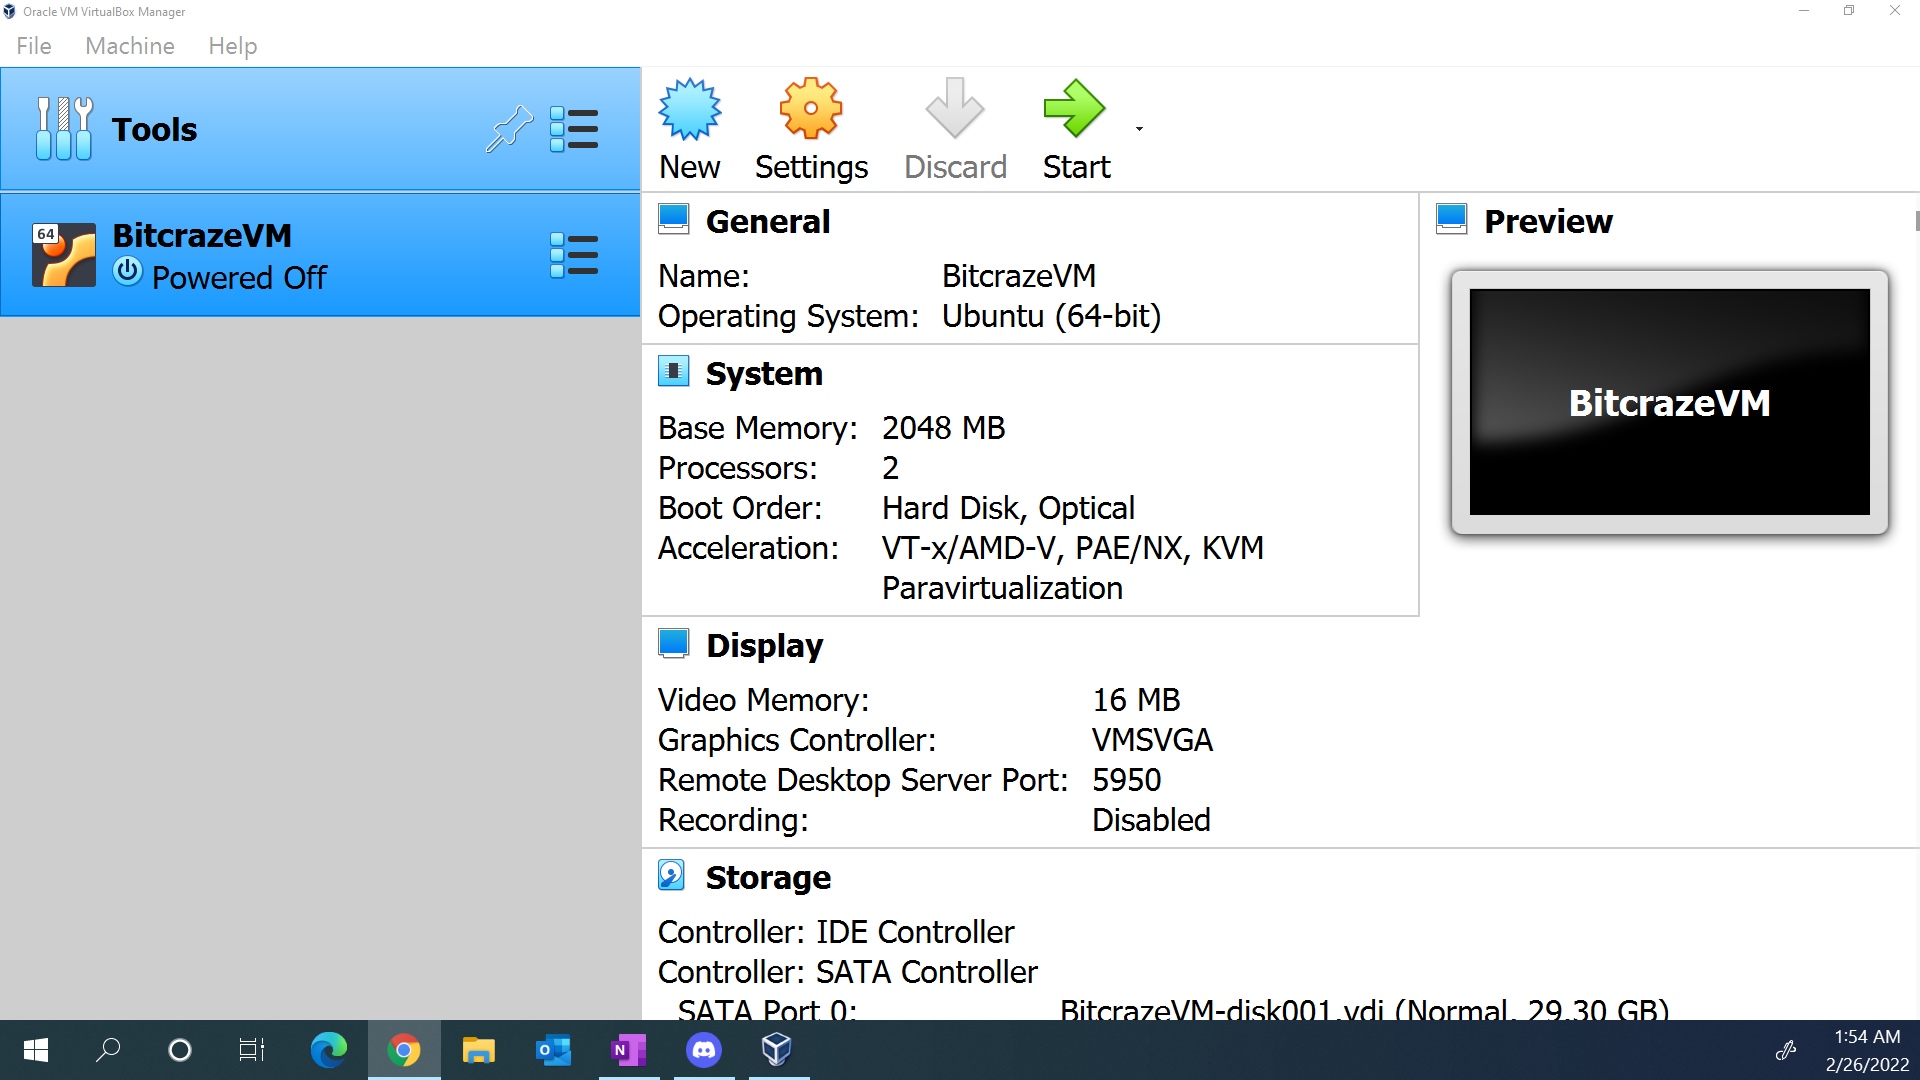 Oracle VM VirtualBox Manager
File Machine Help
Tools
New Settings Discard Start
64
BitcrazeVM
Powered Off
General
Name: BitcrazeVM
Operating System: Ubuntu (64-bit)
System
Base Memory: 2048 MB
Processors: 2
Boot Order: Hard Disk, Optical
Acceleration: VT-x/AMD-V, PAE/NX, KVM
Paravirtualization
Preview
BitcrazeVM
Display
Video Memory: 16 MB
Graphics Controller: VMSVGA
Remote Desktop Server Port: 5950
Recording: Disabled
Storage
Controller: IDE Controller
Controller: SATA Controller
SATA Port 0: BitcrazeVM-disk001.vdi (Normal, 29.30 GB)
N
1:54 AM
2/26/2022